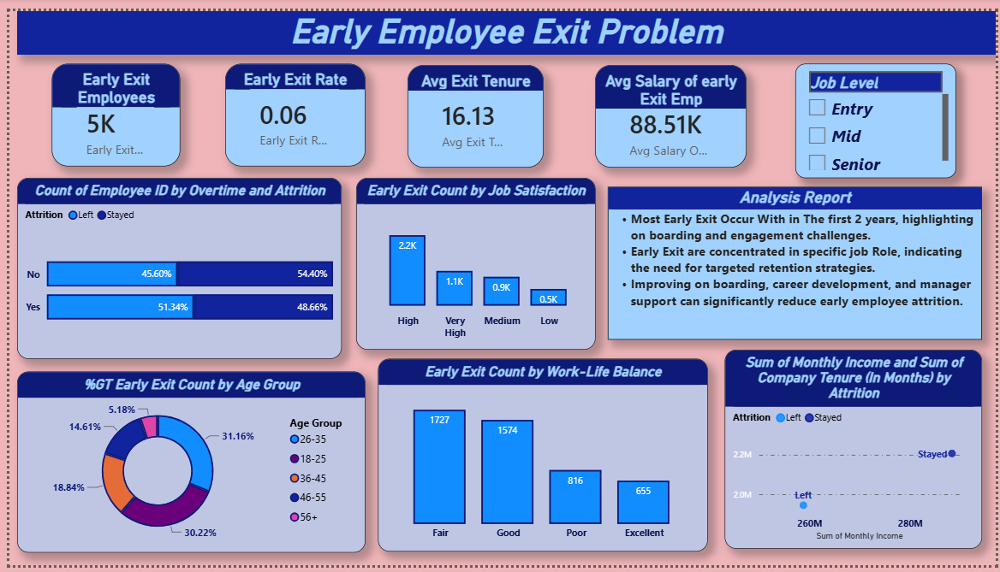 Early Employee Exit Problem
Early Exit
Employees
5K
Early Exit...
Early Exit Rate
0.06
Early Exit R...
Avg Exit Tenure
16.13
Avg Exit T...
Avg Salary of early
Exit Emp
88.51K
Avg Salary O...
Job Level
Entry
Mid
Senior
Count of Employee ID by Overtime and Attrition
Attrition Left Stayed
No 45.60% 54.40%
Yes 51.34% 48.66%
Early Exit Count by Job Satisfaction
2.2K
1.1K
0.9K
0.5K
High Very Medium Low
High
Analysis Report
• Most Early Exit Occur With in The first 2 years, highlighting
on boarding and engagement challenges.
• Early Exit are concentrated in specific job Role, indicating
the need for targeted retention strategies.
• Improving on boarding, career development, and manager
support can significantly reduce early employee attrition.
%GT Early Exit Count by Age Group
5.18%
14.61%
31.16%
18.84%
30.22%
Age Group
26-35
18-25
36-45
46-55
56+
Early Exit Count by Work-Life Balance
1727
1574
816
655
Fair Good Poor Excellent
Sum of Monthly Income and Sum of
Company Tenure (In Months) by
Attrition
Attrition Left Stayed
2.2M
Stayed
2.0M
Left
260M 280M
Sum of Monthly Income